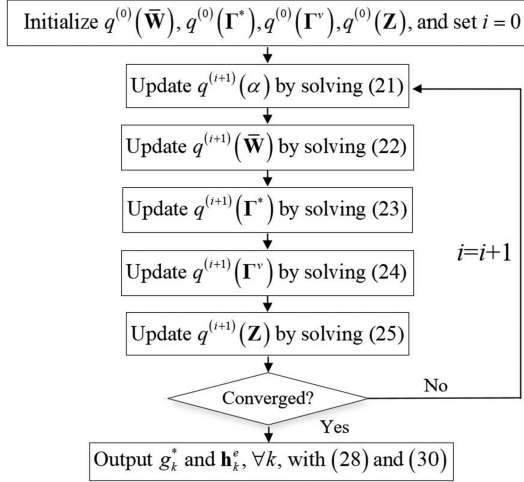 Initialize q^(0)(W̄), q^(0)(Γ*), q^(0)(Γ^v), q^(0)(Z), and set i = 0
Update q^(i+1)(α) by solving (21)
Update q^(i+1)(W̄) by solving (22)
Update q^(i+1)(Γ*) by solving (23)
i=i+1
Update q^(i+1)(Γ^v) by solving (24)
Update q^(i+1)(Z) by solving (25)
Converged?
No
Yes
Output g_k^* and h_k^e, ∀k, with (28) and (30)